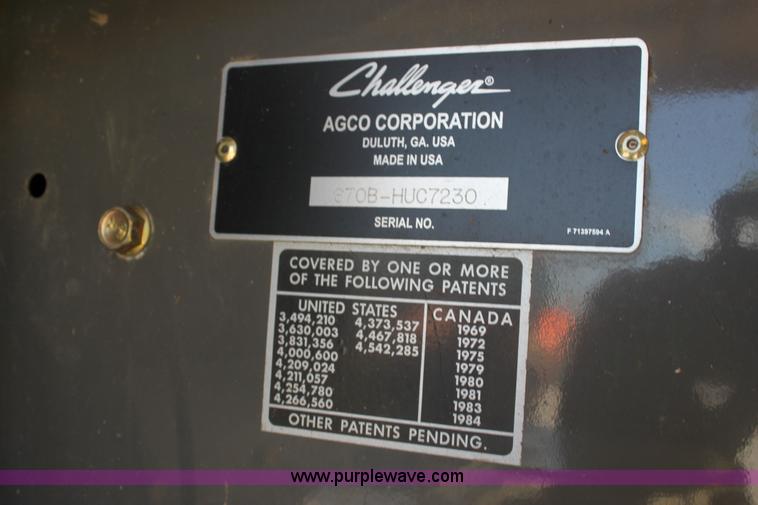 Challenger®
AGCO CORPORATION
DULUTH, GA. USA
MADE IN USA
670B-HUC7230
SERIAL NO.
F 71397594 A
COVERED BY ONE OR MORE
OF THE FOLLOWING PATENTS
UNITED STATES
3,494,210
3,630,003
3,831,356
4,000,600
4,209,024
4,211,057
4,254,780
4,266,560
4,373,537
4,467,818
4,542,285
CANADA
1969
1972
1975
1979
1980
1981
1983
1984
OTHER PATENTS PENDING.
www.purplewave.com